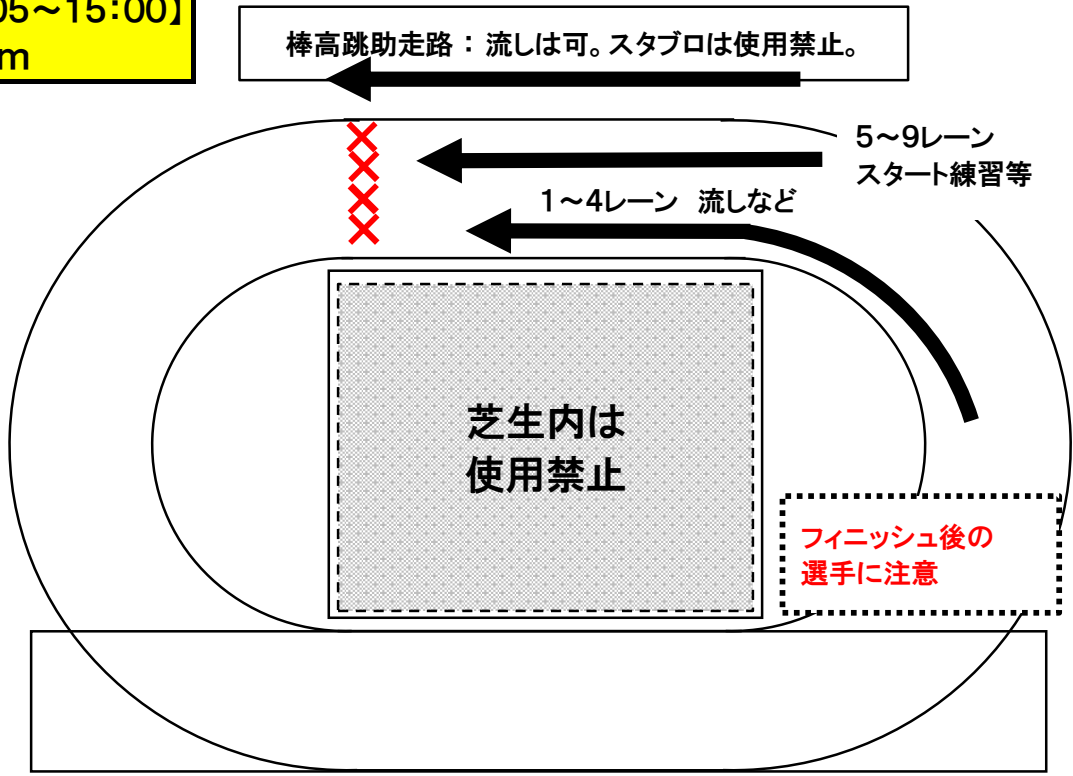 05～15：00】
m
棒高跳助走路：流しは可。スタブロは使用禁止。
5～9レーン
スタート練習等
1～4レーン　流しなど
芝生内は
使用禁止
フィニッシュ後の
選手に注意